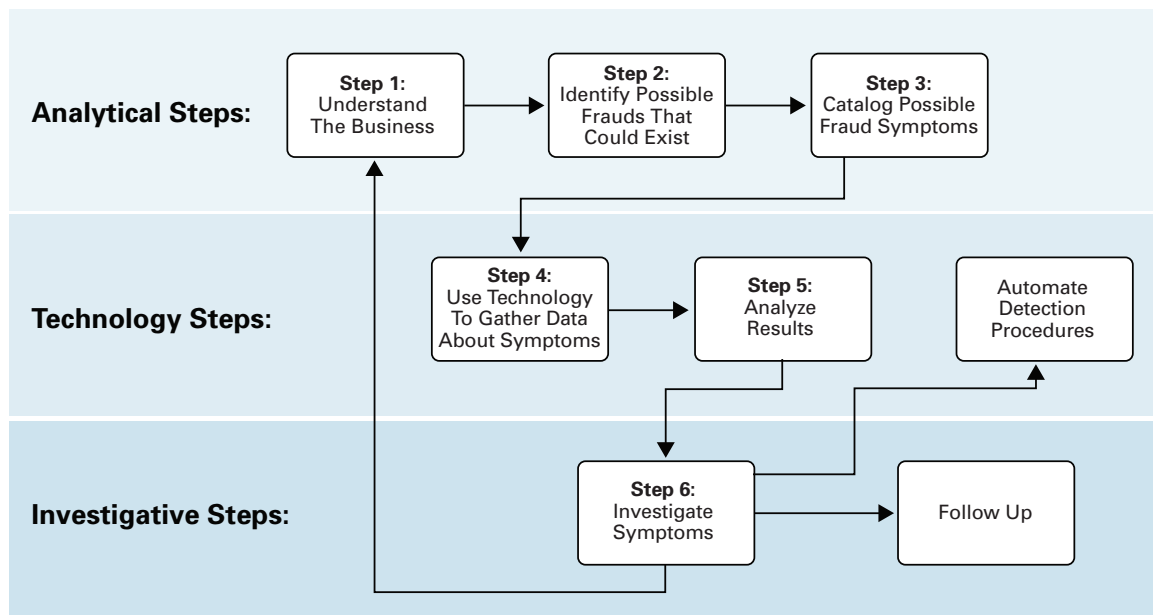 Analytical Steps:
Step 1:
Understand
The Business
Step 2:
Identify Possible
Frauds That
Could Exist
Step 3:
Catalog Possible
Fraud Symptoms
Technology Steps:
Step 4:
Use Technology
To Gather Data
About Symptoms
Step 5:
Analyze
Results
Automate
Detection
Procedures
Investigative Steps:
Step 6:
Investigate
Symptoms
Follow Up